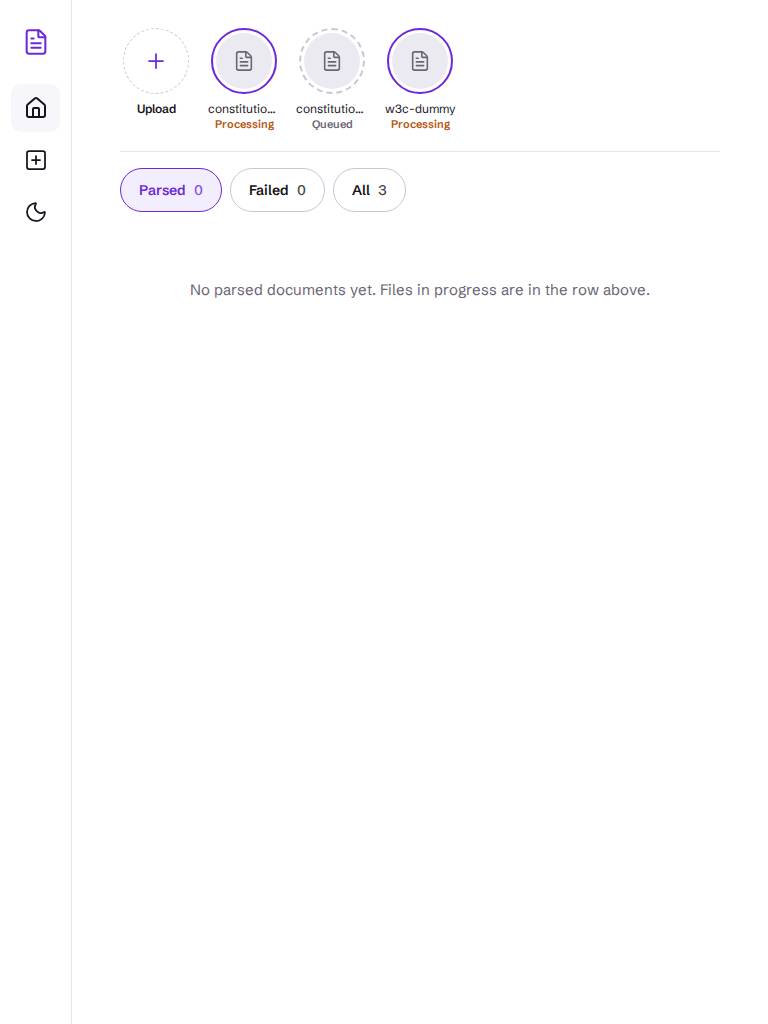 Upload
constitutio...
Processing
constitutio...
Queued
w3c-dummy
Processing
Parsed 0
Failed 0
All 3
No parsed documents yet. Files in progress are in the row above.